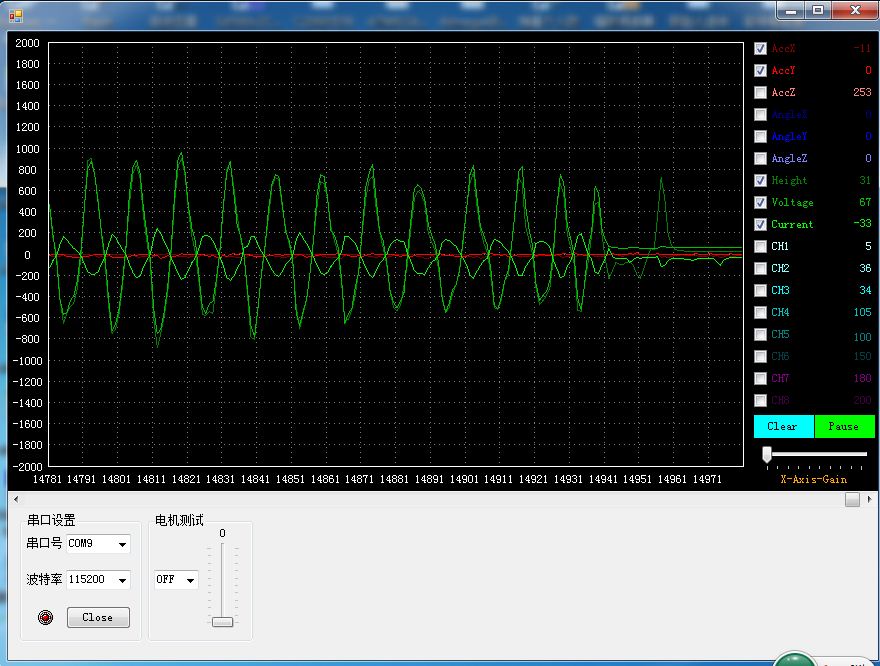 2000
1800
1600
1400
1200
1000
800
600
400
200
0
-200
-400
-600
-800
-1000
-1200
-1400
-1600
-1800
-2000
14781 14791 14801 14811 14821 14831 14841 14851 14861 14871 14881 14891 14901 14911 14921 14931 14941 14951 14961 14971
AccX -11
AccY 0
AccZ 253
AngleX 0
AngleY 0
AngleZ 0
Height 31
Voltage 67
Current -33
CH1 5
CH2 36
CH3 34
CH4 105
CH5 100
CH6 150
CH7 180
CH8 200
Clear Pause
X-Axis-Gain
串口设置
串口号 COM9
波特率 115200
Close
电机测试
0
OFF